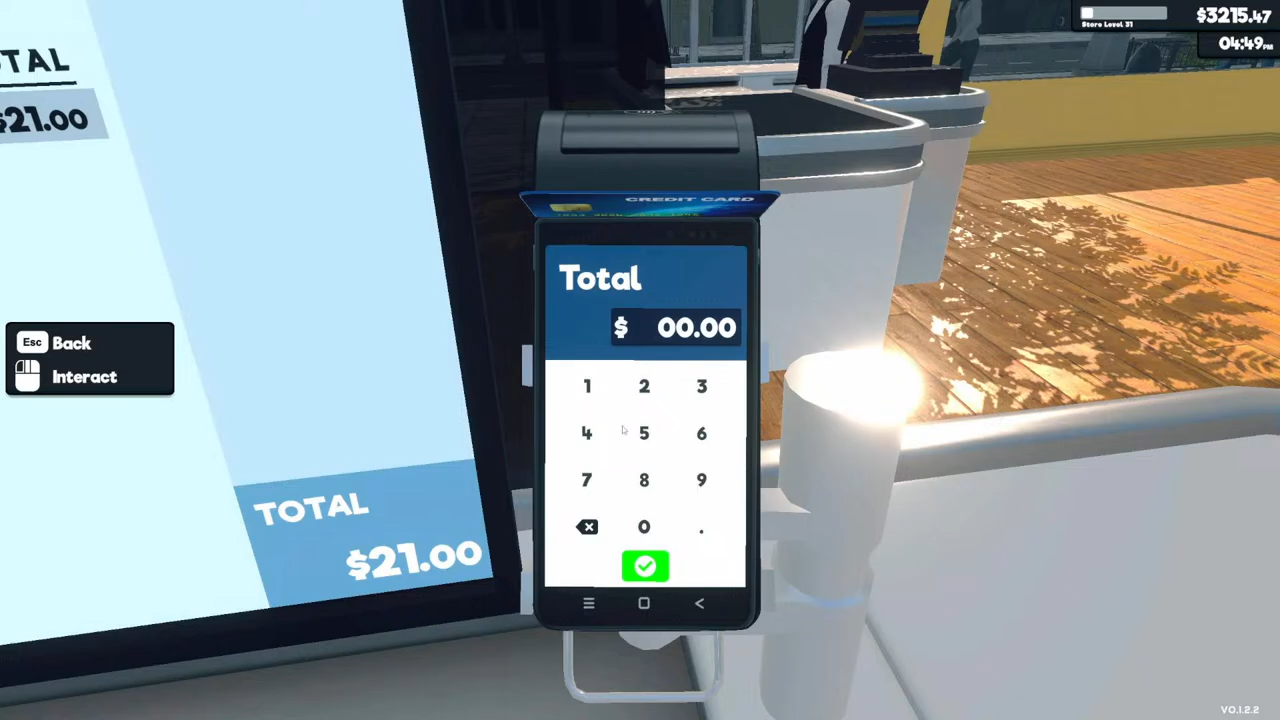 $3215.47
Store Level 31
04:49PM
TAL
$21.00
CREDIT CARD
Total
$ 00.00
Esc Back
Interact
1 2 3
4 5 6
7 8 9
0 .
TOTAL
$21.00
V0.1.2.2